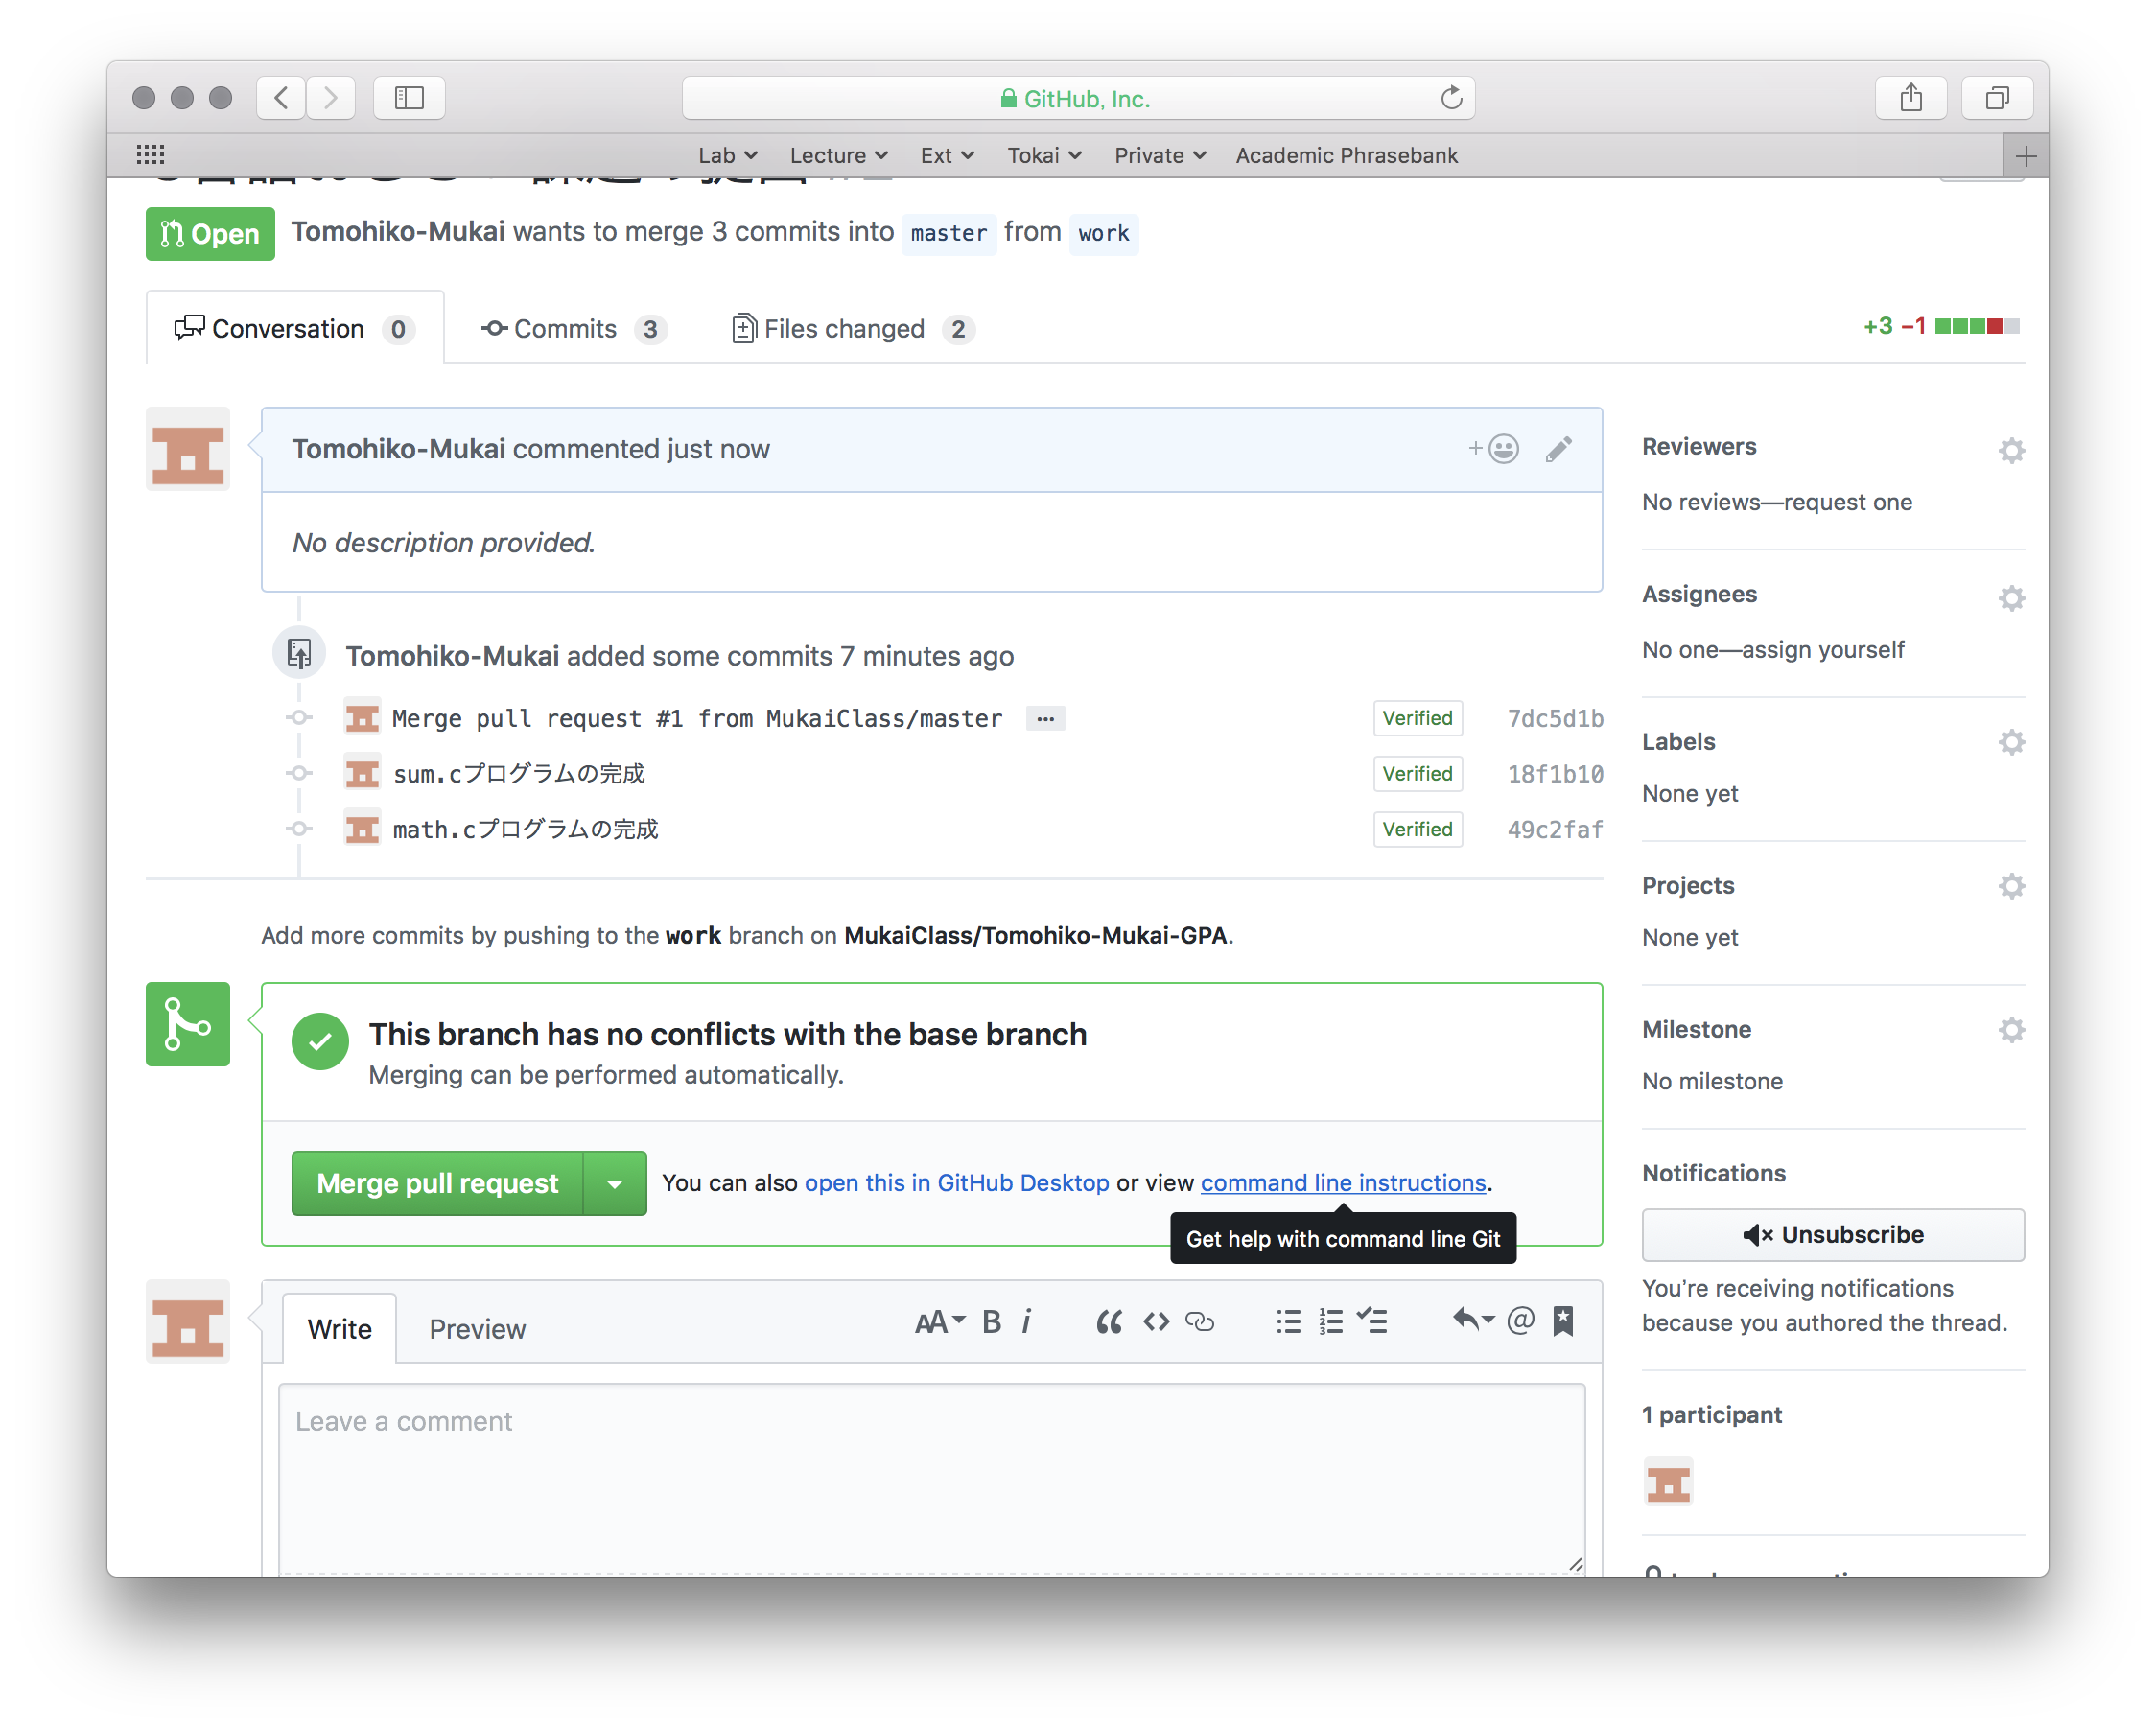 GitHub, Inc.
Lab Lecture Ext Tokai Private Academic Phrasebank
Open Tomohiko-Mukai wants to merge 3 commits into master from work
Conversation 0 Commits 3 Files changed 2 +3 −1
Tomohiko-Mukai commented just now
No description provided.
Tomohiko-Mukai added some commits 7 minutes ago
Merge pull request #1 from MukaiClass/master ... Verified 7dc5d1b
sum.cプログラムの完成 Verified 18f1b10
math.cプログラムの完成 Verified 49c2faf
Add more commits by pushing to the work branch on MukaiClass/Tomohiko-Mukai-GPA.
This branch has no conflicts with the base branch
Merging can be performed automatically.
Merge pull request You can also open this in GitHub Desktop or view command line instructions.
Get help with command line Git
Write Preview
AA B i
Leave a comment
Reviewers
No reviews—request one
Assignees
No one—assign yourself
Labels
None yet
Projects
None yet
Milestone
No milestone
Notifications
Unsubscribe
You’re receiving notifications
because you authored the thread.
1 participant